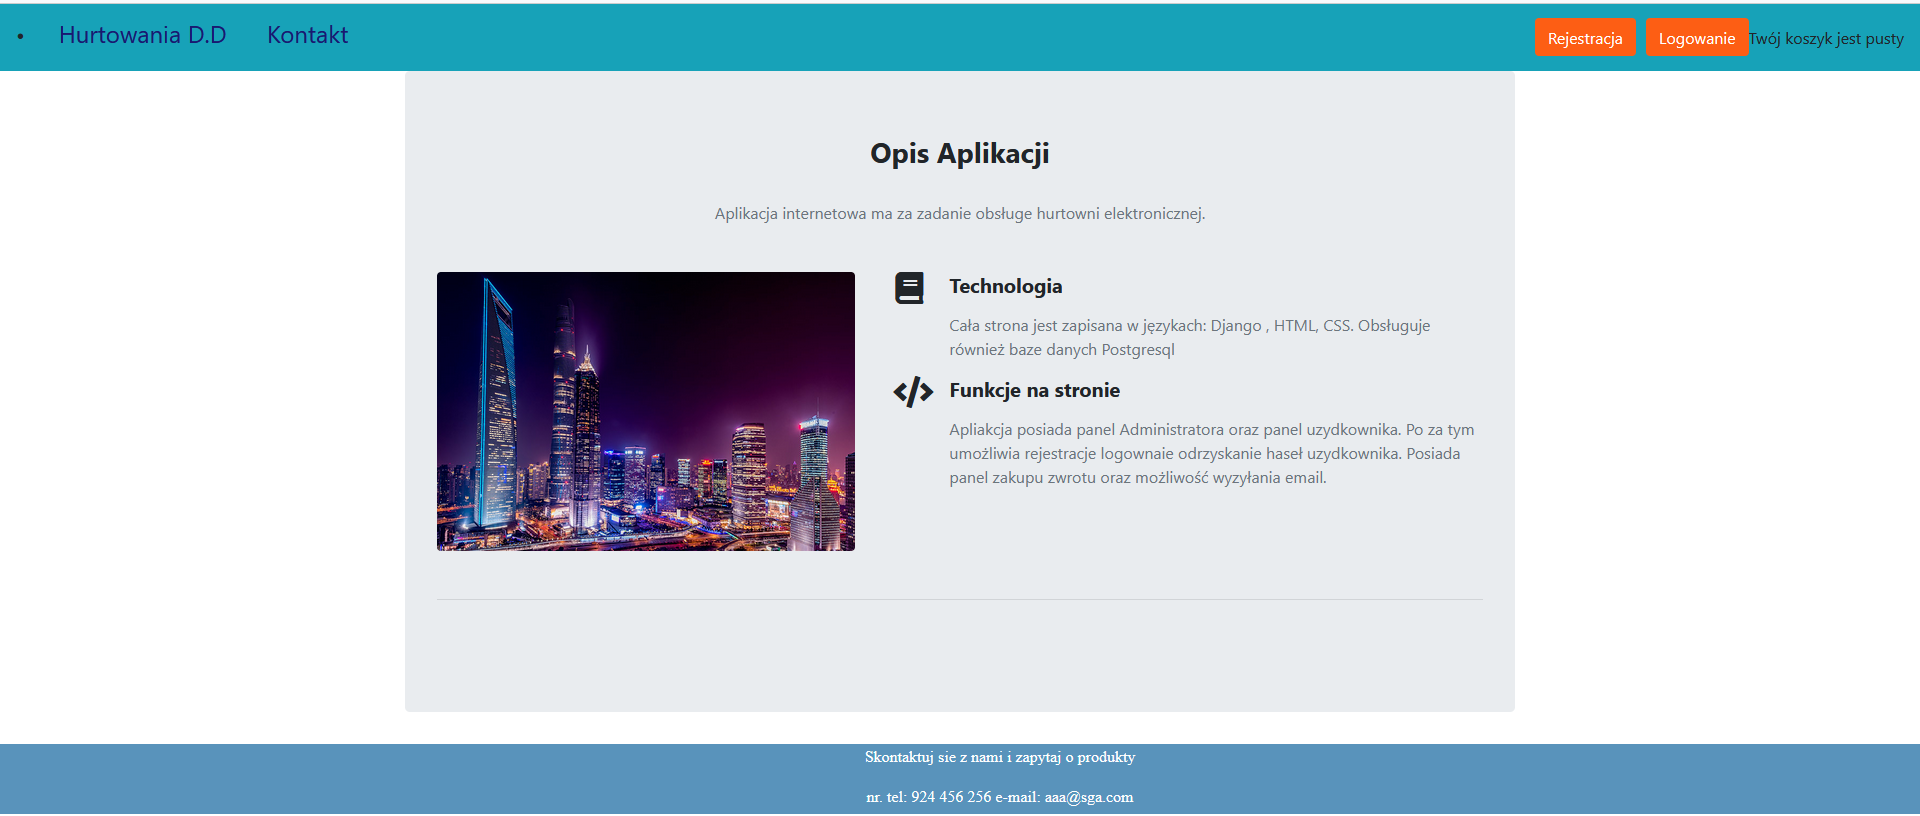 Hurtowania D.D Kontakt Rejestracja Logowanie Twój koszyk jest pusty
Opis Aplikacji
Aplikacja internetowa ma za zadanie obsługe hurtowni elektronicznej.
Technologia
Cała strona jest zapisana w językach: Django , HTML, CSS. Obsługuje
również baze danych Postgresql
Funkcje na stronie
Apliakcja posiada panel Administratora oraz panel uzydkownika. Po za tym
umożliwia rejestracje logownaie odrzyskanie haseł uzydkownika. Posiada
panel zakupu zwrotu oraz możliwość wyzyłania email.
Skontaktuj sie z nami i zapytaj o produkty
nr. tel: 924 456 256 e-mail: aaa@sga.com